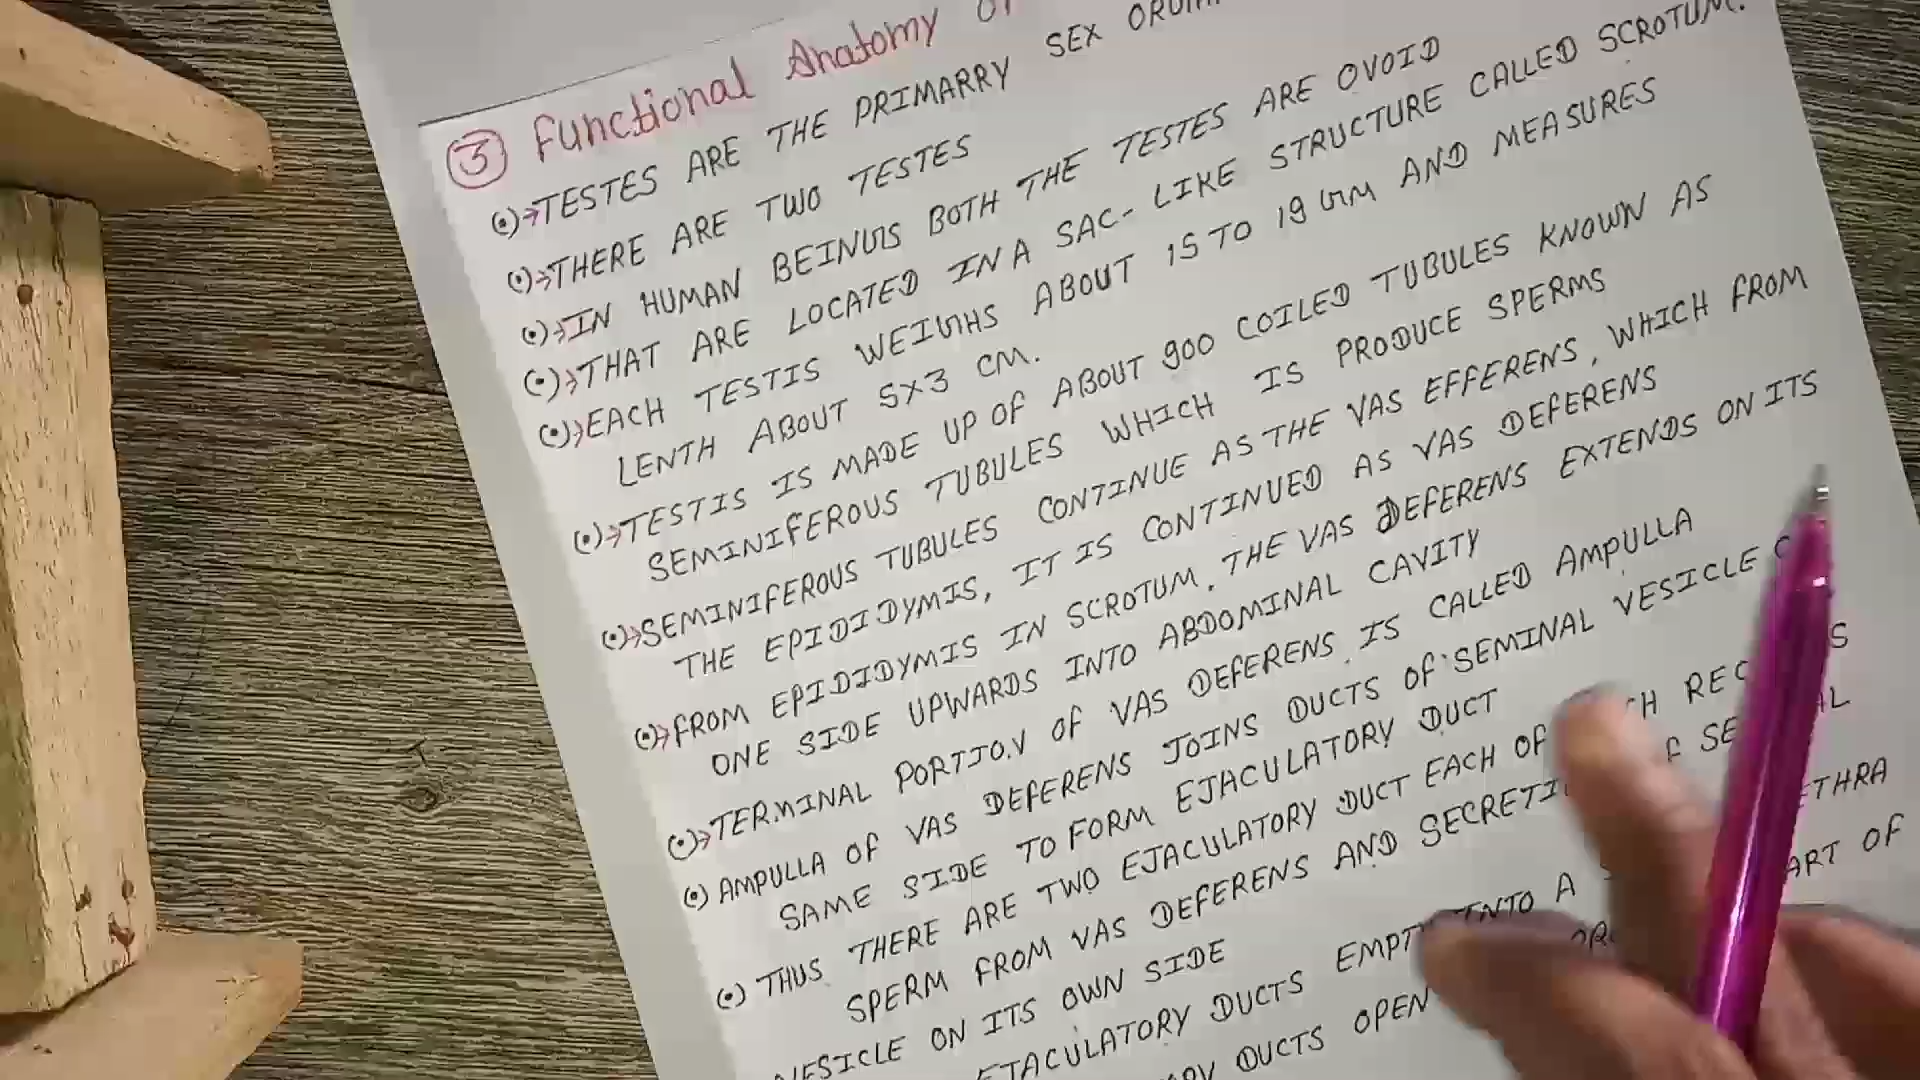 ③ Functional Anatomy
(•)→TESTES ARE THE PRIMARRY SEX
(•)→THERE ARE TWO TESTES
(•)→IN HUMAN BEINGS BOTH THE TESTES ARE OVOID
(•)→THAT ARE LOCATED IN A SAC-LIKE STRUCTURE CALLED SCROTUM.
(•)→EACH TESTIS WEIGHS ABOUT 15 TO 19 GM AND MEASURES
LENTH ABOUT 5X3 CM.
(•)→TESTIS IS MADE UP OF ABOUT 900 COILED TUBULES KNOWN AS
SEMINIFEROUS TUBULES WHICH IS PRODUCE SPERMS
(•)→SEMINIFEROUS TUBULES CONTINUE AS THE VAS EFFERENS, WHICH FROM
THE EPIDIDYMIS, IT IS CONTINUED AS VAS DEFERENS
(•)→FROM EPIDIDYMIS IN SCROTUM. THE VAS DEFERENS EXTENDS ON ITS
ONE SIDE UPWARDS INTO ABDOMINAL CAVITY
(•)→TERMINAL PORTION OF VAS DEFERENS IS CALLED AMPULLA
(•) AMPULLA OF VAS DEFERENS JOINS DUCTS OF SEMINAL VESICLE
SAME SIDE TO FORM EJACULATORY DUCT
(•) THUS THERE ARE TWO EJACULATORY DUCT EACH OF
SPERM FROM VAS DEFERENS AND
VESICLE ON ITS OWN SIDE
EJACULATORY DUCTS EMPTY INTO A
DUCTS OPEN